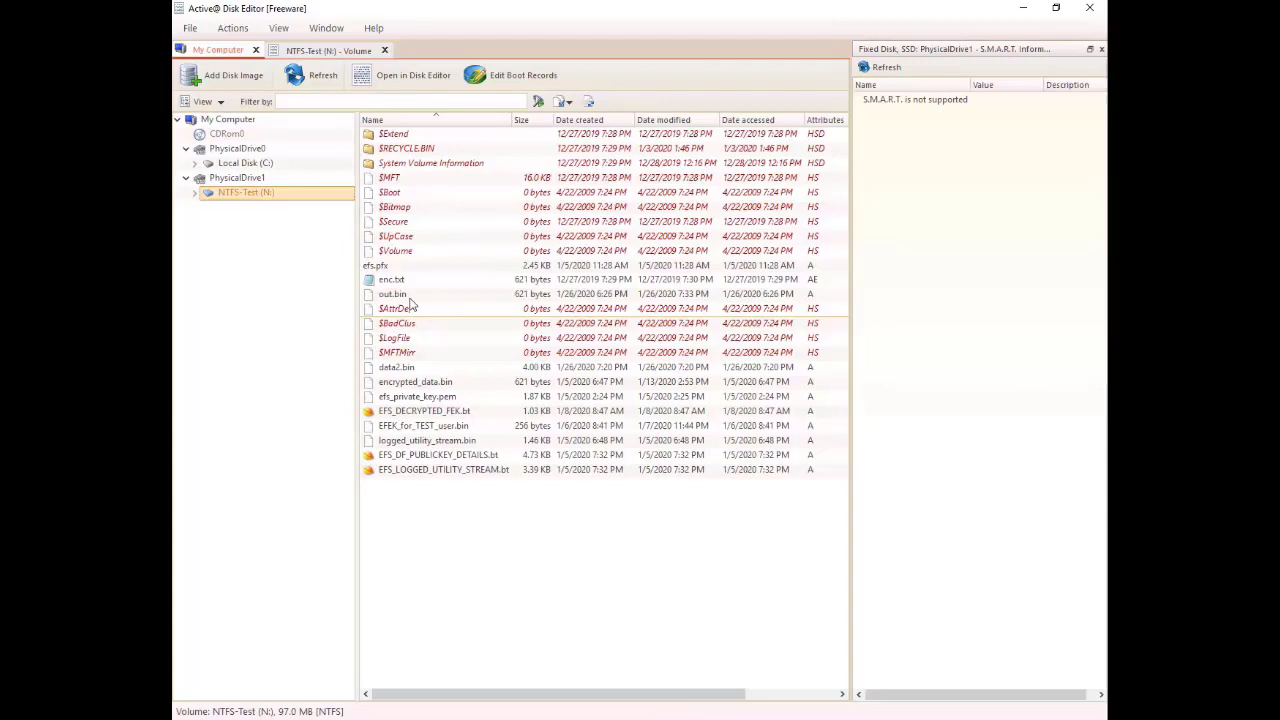 Active@ Disk Editor [Freeware]
File Actions View Window Help
My Computer NTFS-Test (N:) - Volume
Add Disk Image Refresh Open in Disk Editor Edit Boot Records
View Filter by:
My Computer
CDRom0
PhysicalDrive0
Local Disk (C:)
PhysicalDrive1
NTFS-Test (N:)
Name Size Date created Date modified Date accessed Attributes
$Extend 12/27/2019 7:28 PM 12/27/2019 7:28 PM 12/27/2019 7:28 PM HSD
$RECYCLE.BIN 12/27/2019 7:29 PM 1/3/2020 1:46 PM 1/3/2020 1:46 PM HSD
System Volume Information 12/27/2019 7:28 PM 12/28/2019 12:16 PM 12/28/2019 12:16 PM HSD
$MFT 16.0 KB 12/27/2019 7:28 PM 12/27/2019 7:28 PM 12/27/2019 7:28 PM HS
$Boot 0 bytes 4/22/2009 7:24 PM 4/22/2009 7:24 PM 4/22/2009 7:24 PM HS
$Bitmap 0 bytes 4/22/2009 7:24 PM 4/22/2009 7:24 PM 4/22/2009 7:24 PM HS
$Secure 0 bytes 12/27/2019 7:28 PM 12/27/2019 7:28 PM 12/27/2019 7:28 PM HS
$UpCase 0 bytes 4/22/2009 7:24 PM 4/22/2009 7:24 PM 4/22/2009 7:24 PM HS
$Volume 0 bytes 4/22/2009 7:24 PM 4/22/2009 7:24 PM 4/22/2009 7:24 PM HS
efs.pfx 2.45 KB 1/5/2020 11:28 AM 1/5/2020 11:28 AM 1/5/2020 11:28 AM A
enc.txt 621 bytes 12/27/2019 7:29 PM 12/27/2019 7:30 PM 12/27/2019 7:29 PM AE
out.bin 621 bytes 1/26/2020 6:26 PM 1/26/2020 7:33 PM 1/26/2020 6:26 PM A
$AttrDe 0 bytes 4/22/2009 7:24 PM 4/22/2009 7:24 PM 4/22/2009 7:24 PM HS
$BadClus 0 bytes 4/22/2009 7:24 PM 4/22/2009 7:24 PM 4/22/2009 7:24 PM HS
$LogFile 0 bytes 4/22/2009 7:24 PM 4/22/2009 7:24 PM 4/22/2009 7:24 PM HS
$MFTMirr 0 bytes 4/22/2009 7:24 PM 4/22/2009 7:24 PM 4/22/2009 7:24 PM HS
data2.bin 4.00 KB 1/26/2020 7:20 PM 1/26/2020 7:20 PM 1/26/2020 7:20 PM A
encrypted_data.bin 621 bytes 1/5/2020 6:47 PM 1/13/2020 2:53 PM 1/5/2020 6:47 PM A
efs_private_key.pem 1.87 KB 1/5/2020 2:24 PM 1/5/2020 2:25 PM 1/5/2020 2:24 PM A
EFS_DECRYPTED_FEK.bt 1.03 KB 1/8/2020 8:47 AM 1/8/2020 8:47 AM 1/8/2020 8:47 AM A
EFEK_for_TEST_user.bin 256 bytes 1/6/2020 8:41 PM 1/7/2020 11:44 PM 1/6/2020 8:41 PM A
logged_utility_stream.bin 1.46 KB 1/5/2020 6:48 PM 1/5/2020 6:48 PM 1/5/2020 6:48 PM A
EFS_DF_PUBLICKEY_DETAILS.bt 4.73 KB 1/5/2020 7:32 PM 1/5/2020 7:32 PM 1/5/2020 7:32 PM A
EFS_LOGGED_UTILITY_STREAM.bt 3.39 KB 1/5/2020 7:32 PM 1/5/2020 7:32 PM 1/5/2020 7:32 PM A
Fixed Disk, SSD: PhysicalDrive1 - S.M.A.R.T. Inform...
Refresh
Name Value Description
S.M.A.R.T. is not supported
Volume: NTFS-Test (N:), 97.0 MB [NTFS]